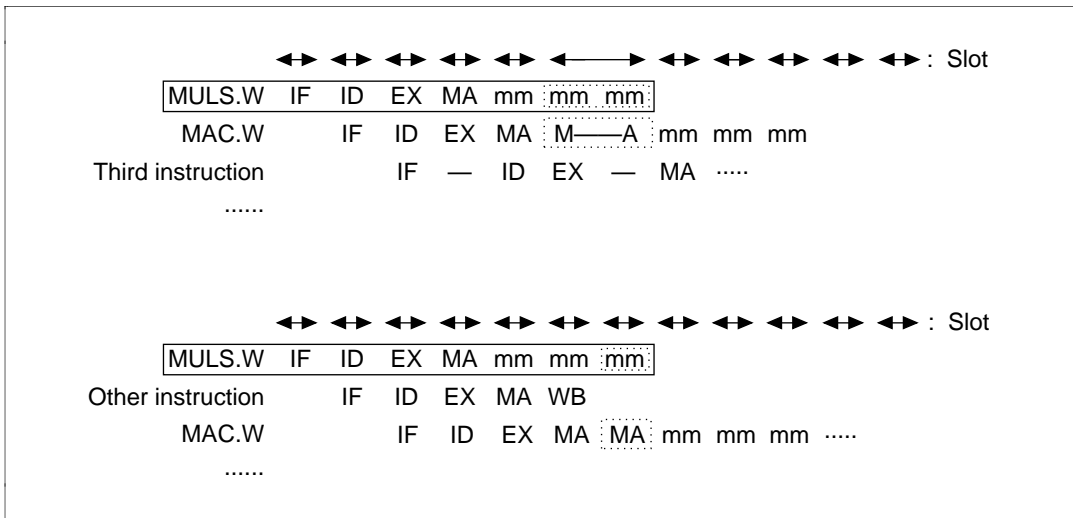 : Slot
MULS.W IF ID EX MA mm mm mm
MAC.W IF ID EX MA M——A mm mm mm
Third instruction IF — ID EX — MA ·····
······
: Slot
MULS.W IF ID EX MA mm mm mm
Other instruction IF ID EX MA WB
MAC.W IF ID EX MA MA mm mm mm ·····
······